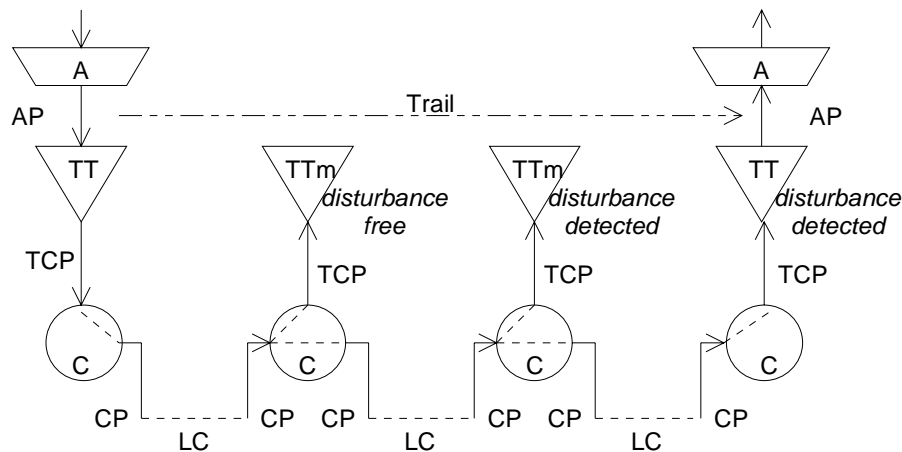 A A
AP Trail AP
TT TTm TTm TT
disturbance disturbance disturbance
free detected detected
TCP TCP TCP TCP
C C C C
CP CP CP CP CP CP
LC LC LC